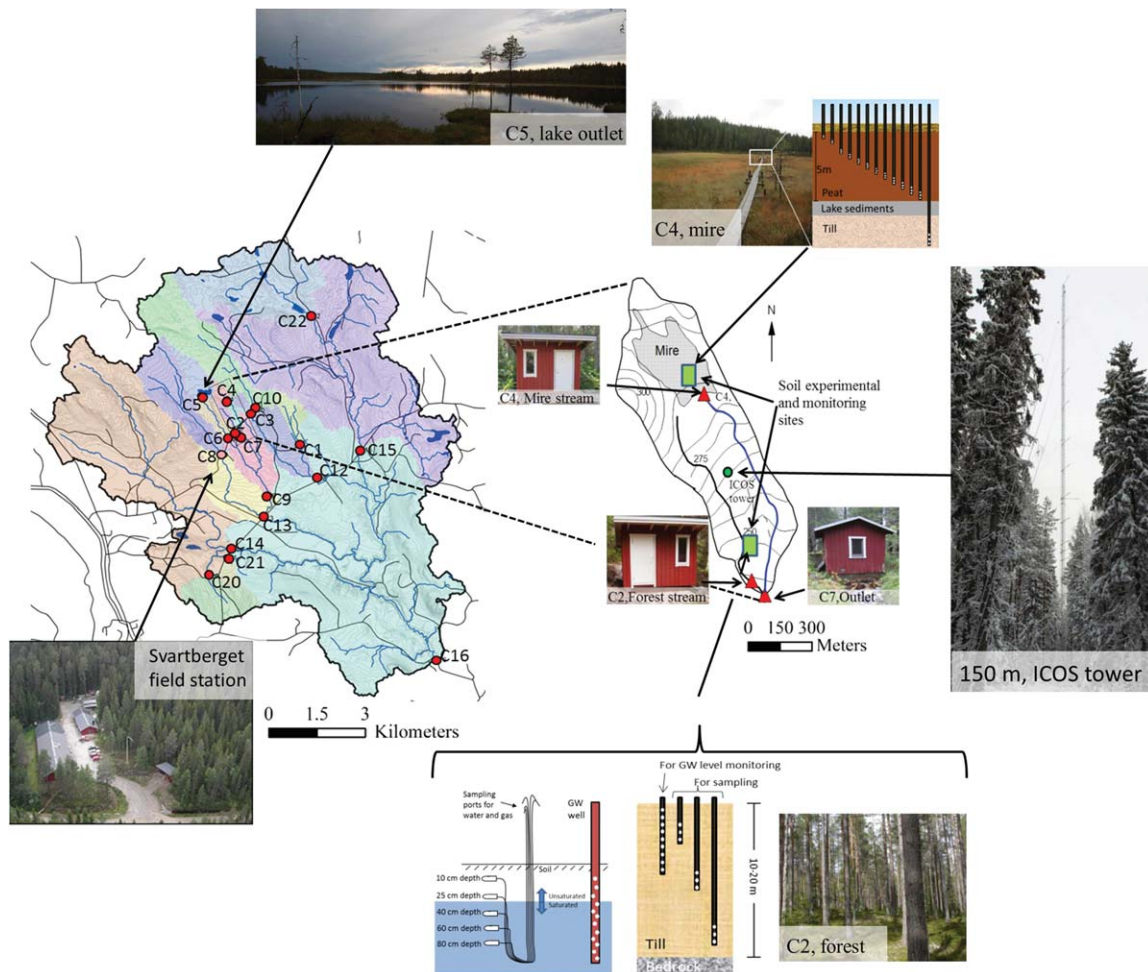 C5, lake outlet
C4, mire
5m
Peat
Lake sediments
Till
C22
C5
C4
C10
C3
C2
C6
C7
C8
C1
C15
C12
C9
C13
C14
C21
C20
C16
0 1.5 3
Kilometers
Svartberget
field station
N
Mire
300
C4,
C4, Mire stream
Soil experimental
and monitoring
sites
275
ICOS
tower
C2,Forest stream
C7,Outlet
0 150 300
Meters
150 m, ICOS tower
Sampling
ports for
water and gas
GW
well
Soil
10 cm depth
25 cm depth
40 cm depth
60 cm depth
80 cm depth
Unsaturated
Saturated
For GW level monitoring
For sampling
10-20 m
Till
Bedrock
C2, forest